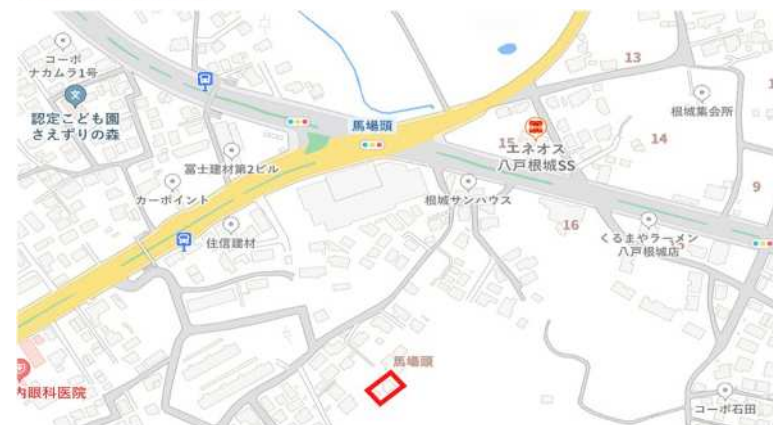 コーポ
ナカムラ1号
認定こども園
さえずりの森
冨士建材第2ビル
カーポイント
住信建材
馬場頭
13
根城集会所
15
エネオス
八戸根城SS
14
根城サンハウス
9
16
くるまやラーメン
八戸根城店
馬場頭
内眼科医院
コーポ石田